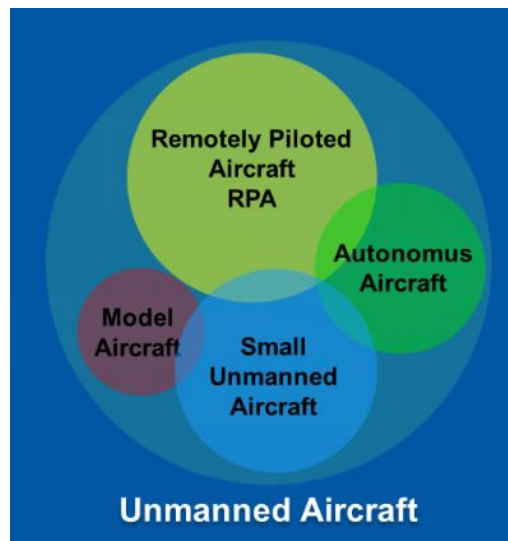 Remotely Piloted
Aircraft
RPA
Autonomus
Aircraft
Model
Aircraft
Small
Unmanned
Aircraft
Unmanned Aircraft